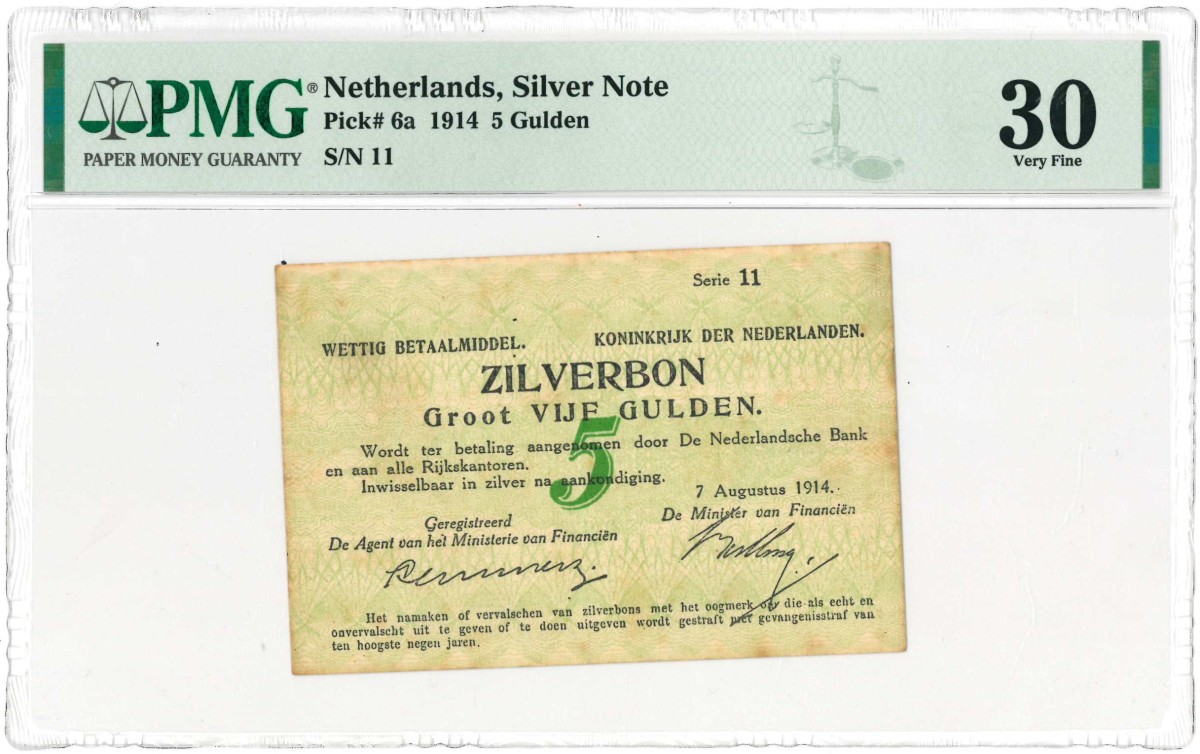 PMG®
PAPER MONEY GUARANTY
Netherlands, Silver Note
Pick# 6a 1914 5 Gulden
S/N 11
30
Very Fine
Serie 11
WETTIG BETAALMIDDEL. KONINKRIJK DER NEDERLANDEN.
ZILVERBON
Groot VIJF GULDEN.
5
Wordt ter betaling aangenomen door De Nederlandsche Bank
en aan alle Rijkskantoren.
Inwisselbaar in zilver na aankondiging.
7 Augustus 1914.
De Minister van Financiën
Geregistreerd
De Agent van het Ministerie van Financiën
Het namaken of vervalschen van zilverbons met het oogmerk om die als echt en
onvervalscht uit te geven of te doen uitgeven wordt gestraft met gevangenisstraf van
ten hoogste negen jaren.